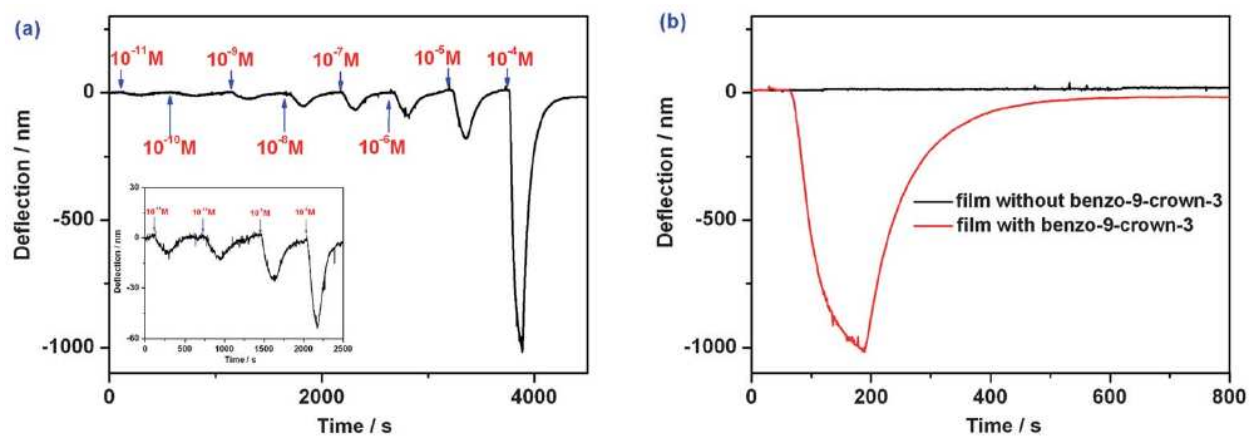 (a)
0
-500
-1000
Deflection / nm
10⁻¹¹M
10⁻⁹M
10⁻⁷M
10⁻⁵M
10⁻⁴M
10⁻¹⁰M
10⁻⁸M
10⁻⁶M
30
0
-30
-60
Deflection / nm
0 500 1000 1500 2000 2500
Time / s
0 2000 4000
Time / s
(b)
0
-500
-1000
Deflection / nm
film without benzo-9-crown-3
film with benzo-9-crown-3
0 200 400 600 800
Time / s